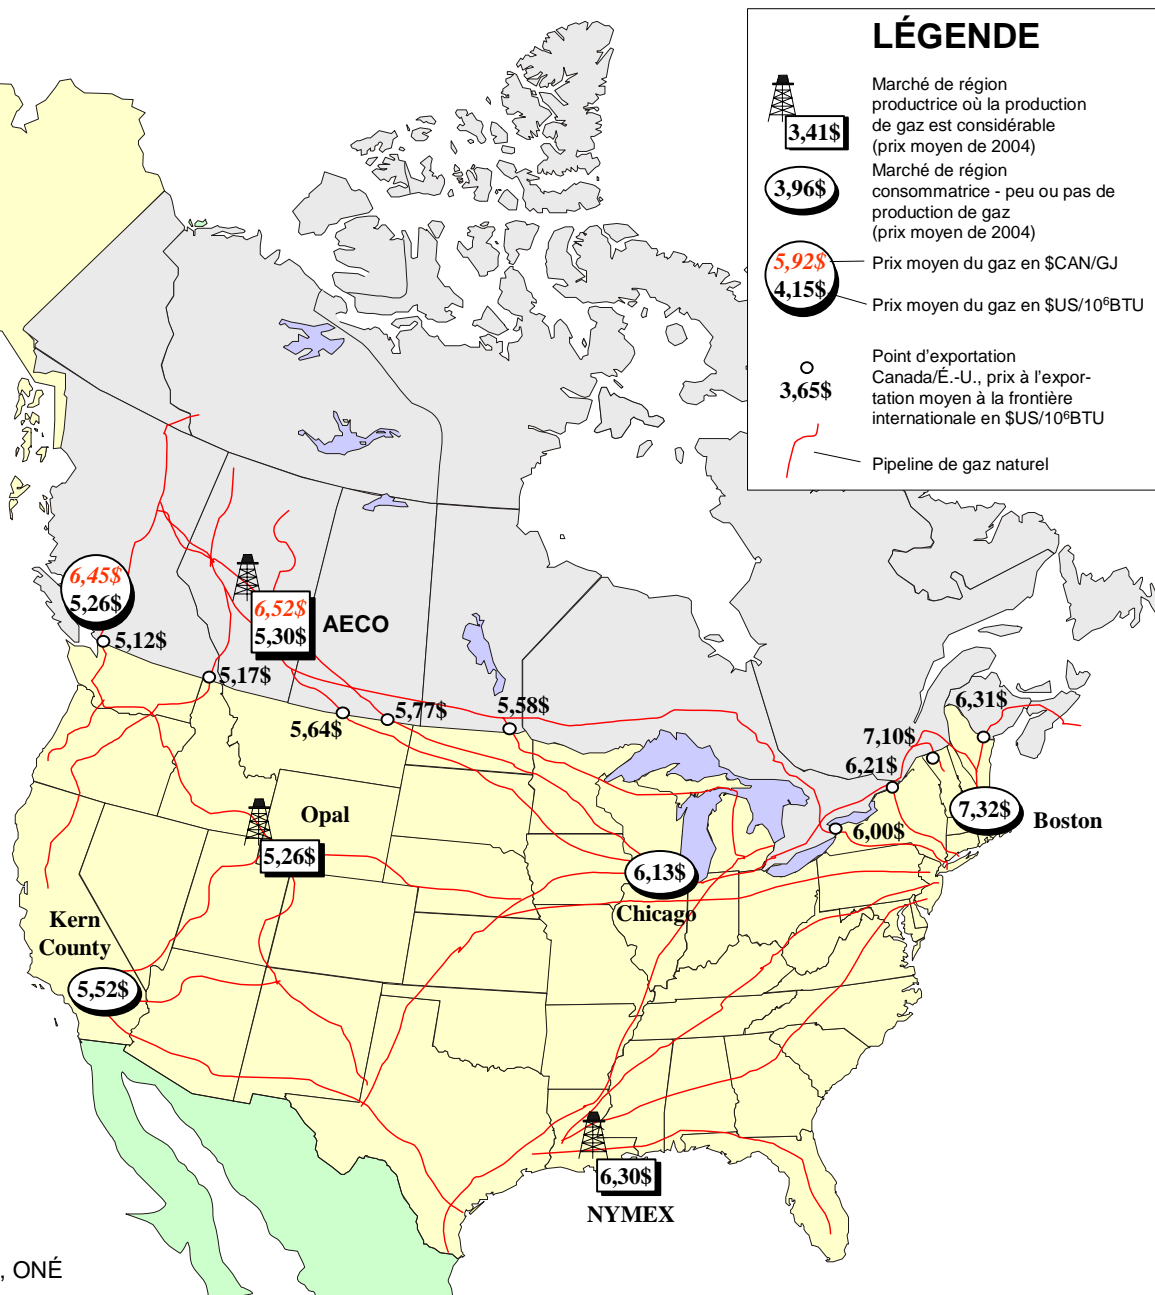 LÉGENDE
Marché de région
productrice où la production
de gaz est considérable
(prix moyen de 2004)
3,41$
Marché de région
consommatrice - peu ou pas de
production de gaz
(prix moyen de 2004)
3,96$
5,92$
Prix moyen du gaz en $CAN/GJ
4,15$
Prix moyen du gaz en $US/10⁶BTU
Point d'exportation
Canada/É.-U., prix à l'expor-
tation moyen à la frontière
internationale en $US/10⁶BTU
3,65$
Pipeline de gaz naturel
6,45$
5,26$
6,52$
5,30$
AECO
5,12$
5,17$
5,64$
5,77$
5,58$
6,31$
7,10$
6,21$
6,00$
7,32$
Boston
Opal
5,26$
6,13$
Chicago
Kern
County
5,52$
6,30$
NYMEX
, ONÉ